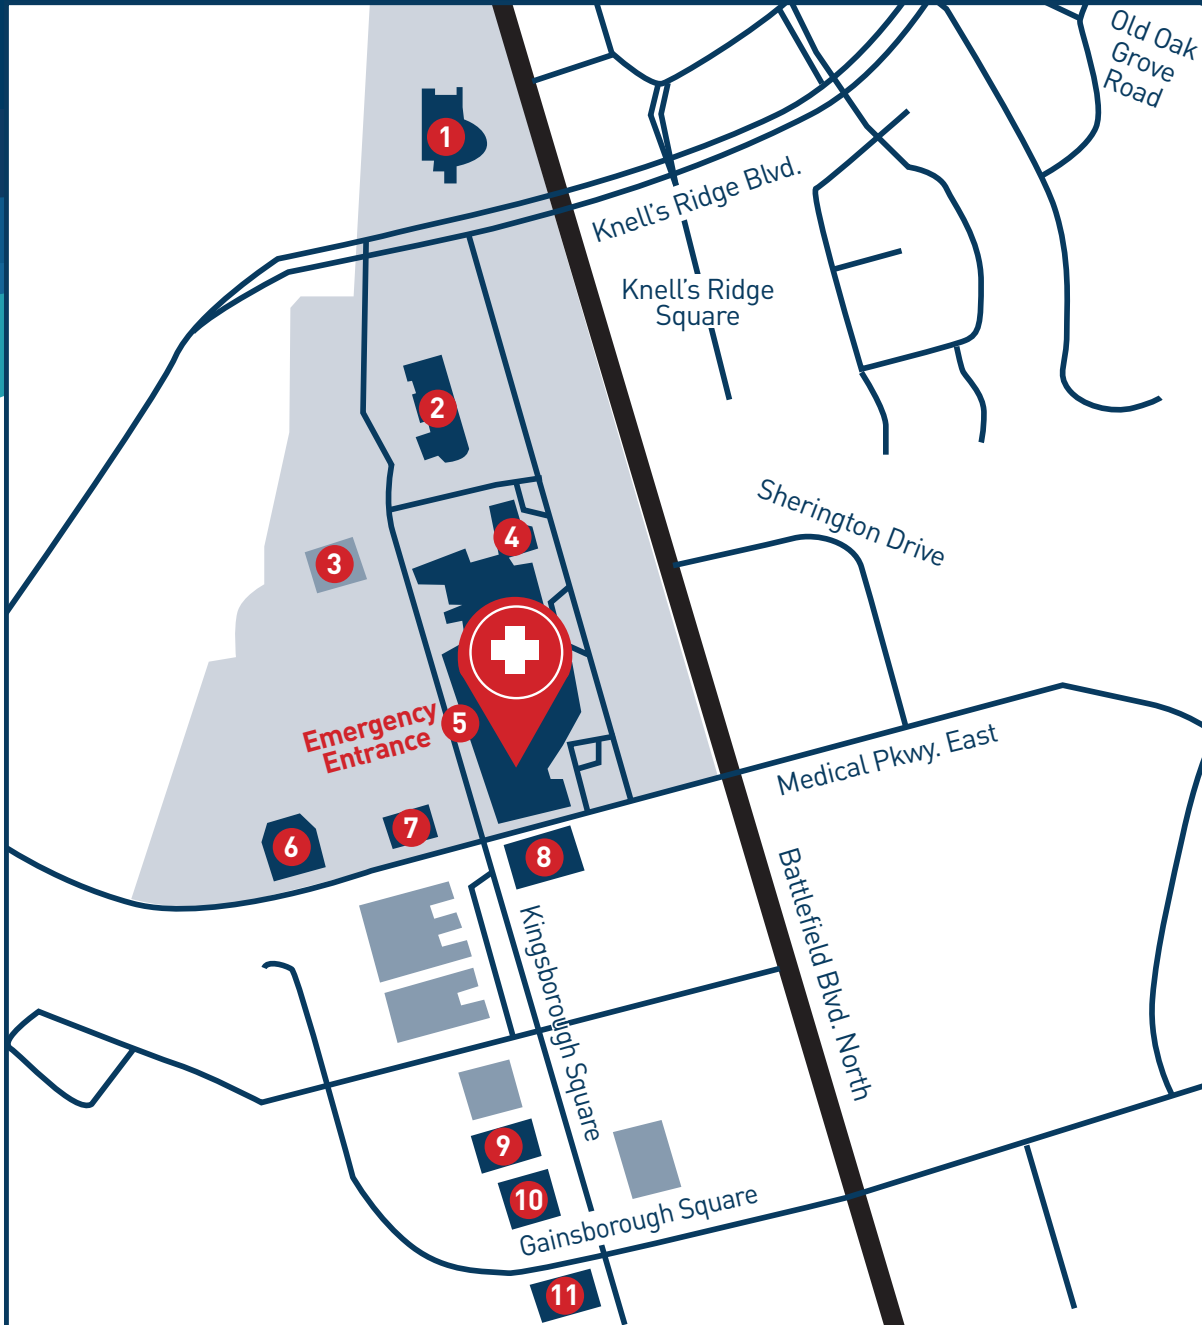 Old Oak
Grove
Road
1
Knell's Ridge Blvd.
Knell's Ridge
Square
2
Sherington Drive
4
3
Emergency
Entrance
5
Medical Pkwy. East
7
6
8
Battlefield Blvd. North
Kingsborough Square
9
10
Gainsborough Square
11